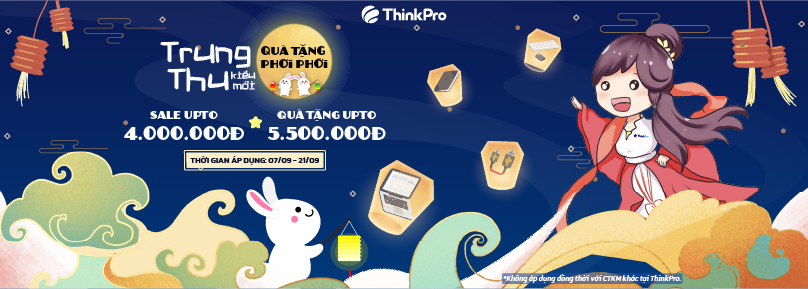 ThinkPro
Trung
Thu kiểu
mới
QUÀ TẶNG
PHƠI PHỚI
SALE UPTO
4.000.000Đ
QUÀ TẶNG UPTO
5.500.000Đ
THỜI GIAN ÁP DỤNG: 07/09 - 21/09
*Không áp dụng đồng thời với CTKM khác tại ThinkPro.